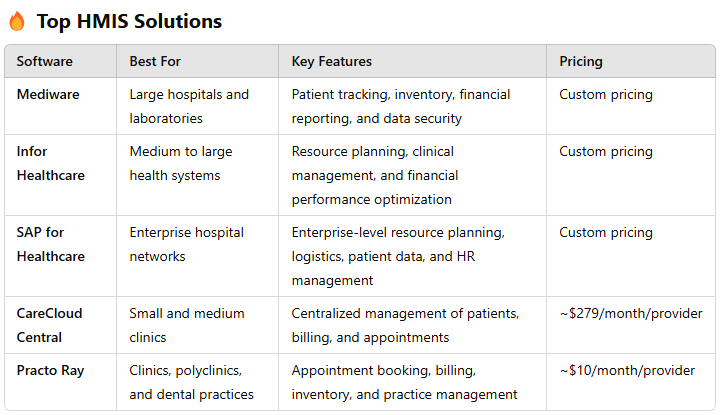 🔥 Top HMIS Solutions
Software Best For Key Features Pricing
Mediware Large hospitals and Patient tracking, inventory, financial Custom pricing
laboratories reporting, and data security
Infor Medium to large Resource planning, clinical Custom pricing
Healthcare health systems management, and financial
performance optimization
SAP for Enterprise hospital Enterprise-level resource planning, Custom pricing
Healthcare networks logistics, patient data, and HR
management
CareCloud Small and medium Centralized management of patients, ~$279/month/provider
Central clinics billing, and appointments
Practo Ray Clinics, polyclinics, Appointment booking, billing, ~$10/month/provider
and dental practices inventory, and practice management